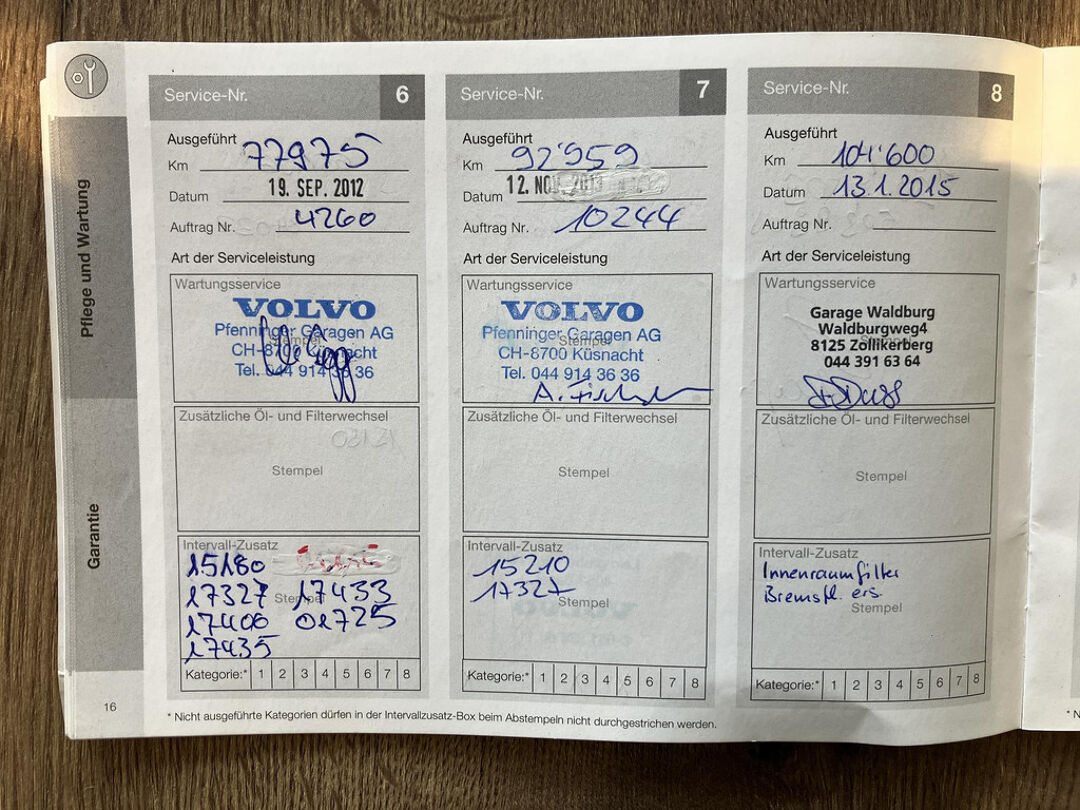 Pflege und Wartung
Garantie
Service-Nr. 6
Ausgeführt
Km 77975
Datum 19. SEP. 2012
Auftrag Nr. 4260
Art der Serviceleistung
Wartungsservice
VOLVO
Pfenninger Garagen AG
Stempel
CH-8700 Küsnacht
Tel. 044 914 36 36
Zusätzliche Öl- und Filterwechsel
Stempel
Intervall-Zusatz
15180
17327 17433
Stempel
17406 01725
17435
Kategorie:* 1 2 3 4 5 6 7 8
Service-Nr. 7
Ausgeführt
Km 92'959
Datum 12. NOV.
Auftrag Nr. 10244
Art der Serviceleistung
Wartungsservice
VOLVO
Pfenninger Garagen AG
Stempel
CH-8700 Küsnacht
Tel. 044 914 36 36
A. Fischer
Zusätzliche Öl- und Filterwechsel
Stempel
Intervall-Zusatz
15210
17327
Stempel
Kategorie:* 1 2 3 4 5 6 7 8
Service-Nr. 8
Ausgeführt
Km 104'600
Datum 13.1.2015
Auftrag Nr.
Art der Serviceleistung
Wartungsservice
Garage Waldburg
Waldburgweg4
8125 Zollikerberg
044 391 63 64
Zusätzliche Öl- und Filterwechsel
Stempel
Intervall-Zusatz
Innenraumfilter
Bremsfl. ers.
Stempel
Kategorie:* 1 2 3 4 5 6 7 8
16
* Nicht ausgeführte Kategorien dürfen in der Intervallzusatz-Box beim Abstempeln nicht durchgestrichen werden.
* N